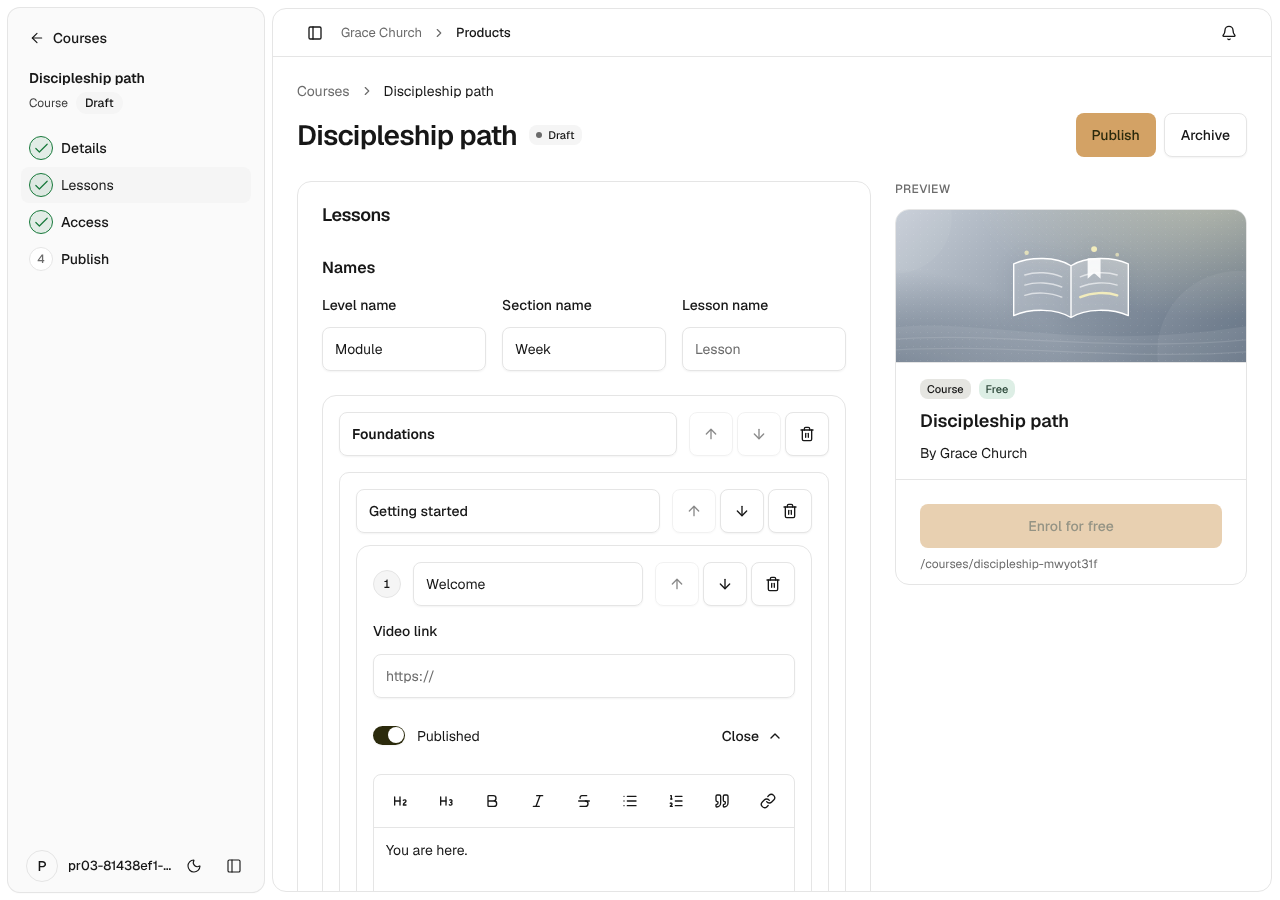 Courses
Discipleship path
Course Draft
Details
Lessons
Access
4 Publish
P pr03-81438ef1-...
Grace Church Products
Courses Discipleship path
Discipleship path Draft
Publish Archive
Lessons
Names
Level name Section name Lesson name
Module Week Lesson
Foundations
Getting started
1 Welcome
Video link
https://
Published Close
H2 H3 B I S
You are here.
PREVIEW
Course Free
Discipleship path
By Grace Church
Enrol for free
/courses/discipleship-mwyot31f